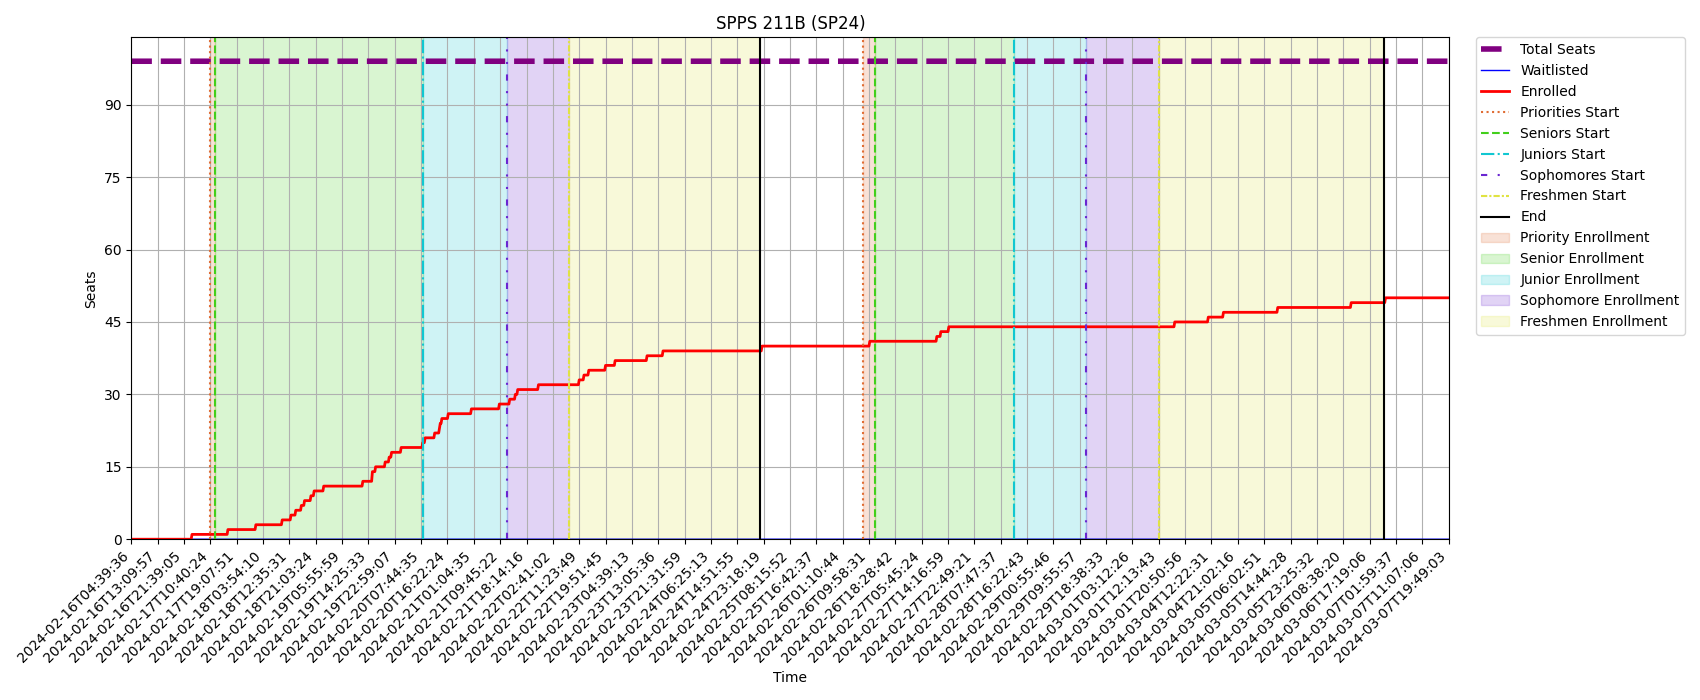 SPPS 211B (SP24)
Seats
90
75
60
45
30
15
0
2024-02-16T04:39:36
2024-02-16T13:09:57
2024-02-16T21:39:05
2024-02-17T10:40:24
2024-02-17T19:07:51
2024-02-18T03:54:10
2024-02-18T12:35:31
2024-02-18T21:03:24
2024-02-19T05:55:59
2024-02-19T14:25:33
2024-02-19T22:59:07
2024-02-20T07:44:35
2024-02-20T16:22:24
2024-02-21T01:04:35
2024-02-21T09:45:22
2024-02-21T18:14:16
2024-02-22T02:41:02
2024-02-22T11:23:49
2024-02-22T19:51:45
2024-02-23T04:39:13
2024-02-23T13:05:36
2024-02-23T21:31:59
2024-02-24T06:25:13
2024-02-24T14:51:55
2024-02-24T23:18:19
2024-02-25T08:15:52
2024-02-25T16:42:37
2024-02-26T01:10:44
2024-02-26T09:58:31
2024-02-26T18:28:42
2024-02-27T05:45:24
2024-02-27T14:16:59
2024-02-27T22:49:21
2024-02-28T07:47:37
2024-02-28T16:22:43
2024-02-29T00:55:46
2024-02-29T09:55:57
2024-02-29T18:38:33
2024-03-01T03:12:26
2024-03-01T12:13:43
2024-03-01T20:50:56
2024-03-04T12:22:31
2024-03-04T21:02:16
2024-03-05T06:02:51
2024-03-05T14:44:28
2024-03-05T23:25:32
2024-03-06T08:38:20
2024-03-06T17:19:06
2024-03-07T01:59:37
2024-03-07T11:07:06
2024-03-07T19:49:03
Time
Total Seats
Waitlisted
Enrolled
Priorities Start
Seniors Start
Juniors Start
Sophomores Start
Freshmen Start
End
Priority Enrollment
Senior Enrollment
Junior Enrollment
Sophomore Enrollment
Freshmen Enrollment